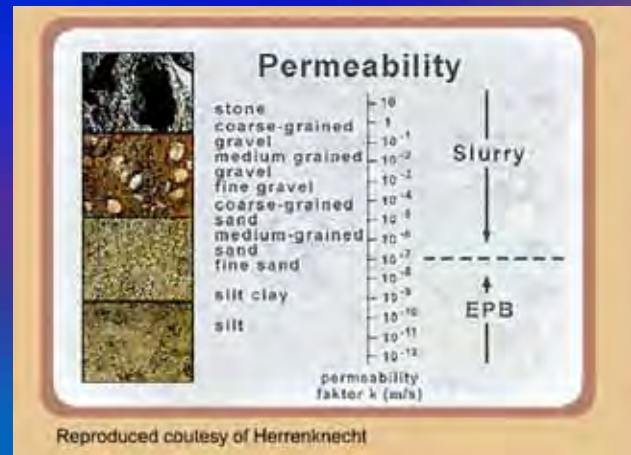 Permeability
stone
coarse-grained
gravel
medium grained
gravel
fine gravel
coarse-grained
sand
medium-grained
sand
fine sand
silt clay
silt
10
1
10⁻¹
10⁻²
10⁻³
10⁻⁴
10⁻⁵
10⁻⁶
10⁻⁷
10⁻⁸
10⁻⁹
10⁻¹⁰
10⁻¹¹
10⁻¹²
permeability
faktor k (m/s)
Slurry
EPB
Reproduced coutesy of Herrenknecht